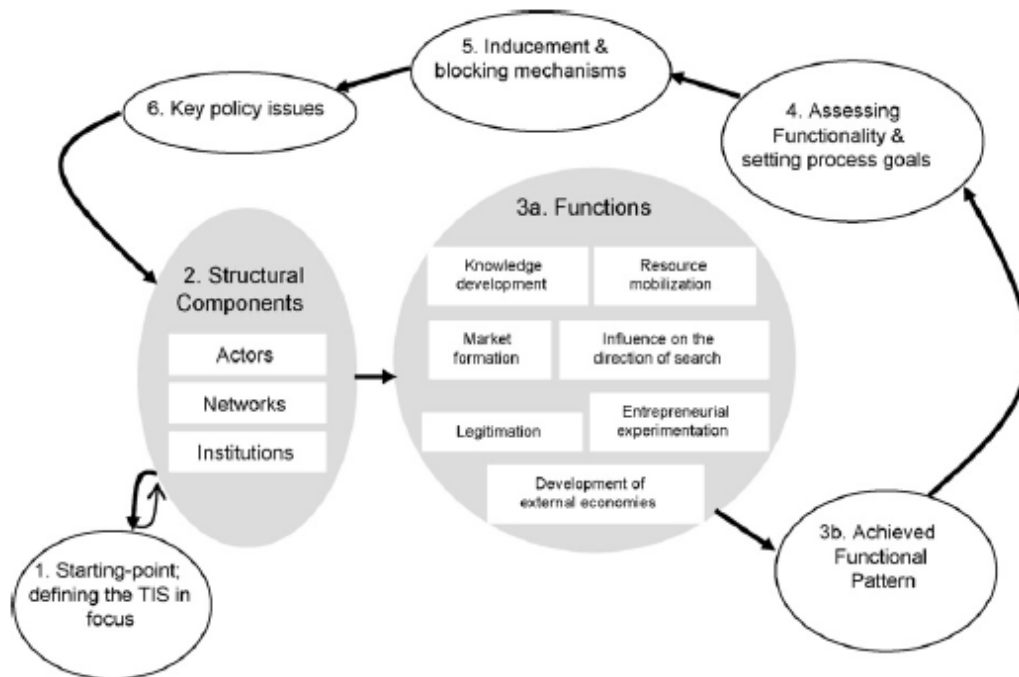 5. Inducement &
blocking mechanisms
6. Key policy issues
4. Assessing
Functionality &
setting process goals
3a. Functions
Knowledge
development
Resource
mobilization
2. Structural
Components
Market
formation
Influence on the
direction of search
Actors
Networks
Institutions
Legitimation
Entrepreneurial
experimentation
Development of
external economies
3b. Achieved
Functional
Pattern
1. Starting-point;
defining the TIS in
focus